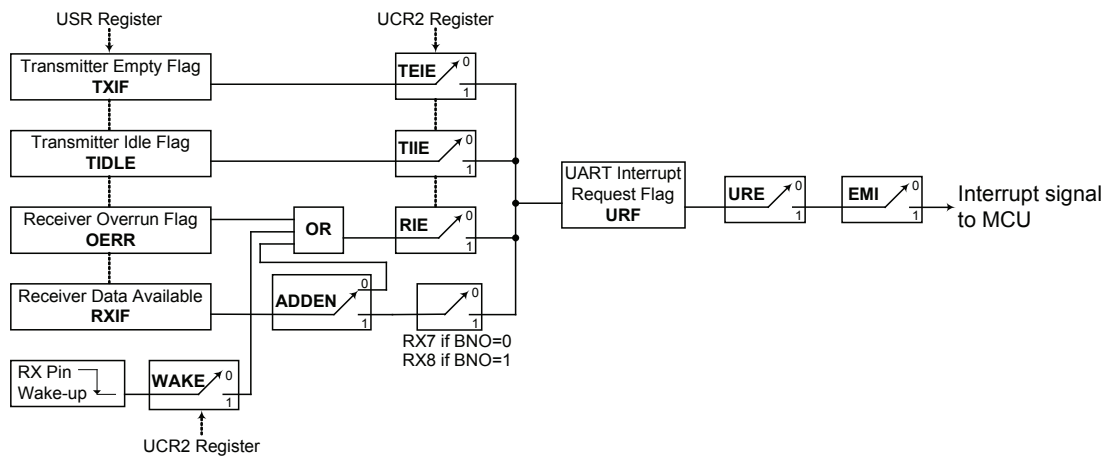 USR Register
UCR2 Register
Transmitter Empty Flag
TXIF
TEIE
0
1
Transmitter Idle Flag
TIDLE
TIIE
0
1
UART Interrupt
Request Flag
URF
URE
0
1
EMI
0
1
Interrupt signal
to MCU
Receiver Overrun Flag
OERR
OR
RIE
0
1
Receiver Data Available
RXIF
ADDEN
0
1
0
1
RX7 if BNO=0
RX8 if BNO=1
RX Pin
Wake-up
WAKE
0
1
UCR2 Register